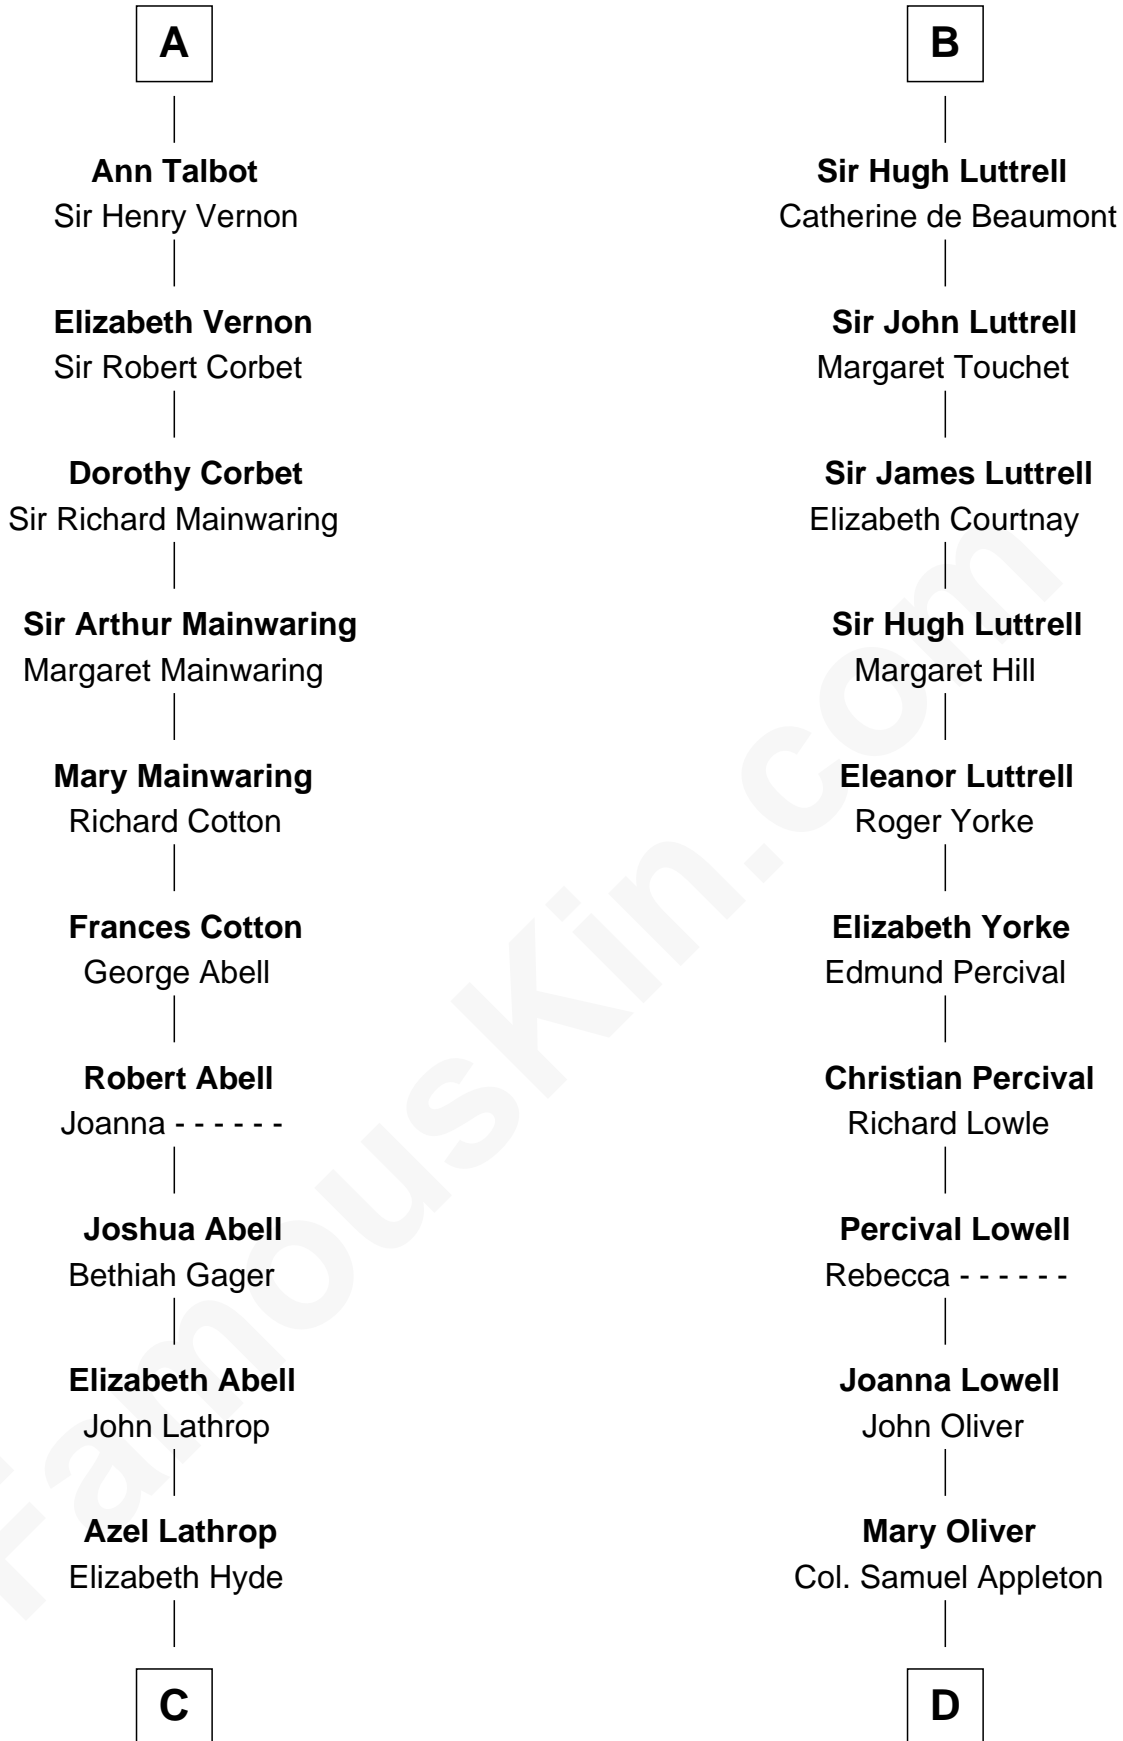 A
Ann Talbot
Sir Henry Vernon
Elizabeth Vernon
Sir Robert Corbet
Dorothy Corbet
Sir Richard Mainwaring
Sir Arthur Mainwaring
Margaret Mainwaring
Mary Mainwaring
Richard Cotton
Frances Cotton
George Abell
Robert Abell
Joanna - - - - - -
Joshua Abell
Bethiah Gager
Elizabeth Abell
John Lathrop
Azel Lathrop
Elizabeth Hyde
C
B
Sir Hugh Luttrell
Catherine de Beaumont
Sir John Luttrell
Margaret Touchet
Sir James Luttrell
Elizabeth Courtnay
Sir Hugh Luttrell
Margaret Hill
Eleanor Luttrell
Roger Yorke
Elizabeth Yorke
Edmund Percival
Christian Percival
Richard Lowle
Percival Lowell
Rebecca - - - - - -
Joanna Lowell
John Oliver
Mary Oliver
Col. Samuel Appleton
D
FamousKin.com